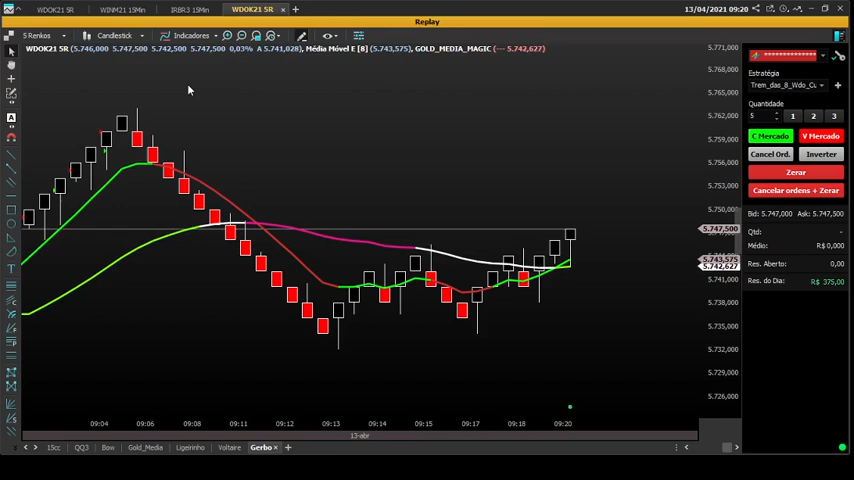 WDOK21 5R WINM21 15Min IRBR3 15Min WDOK21 5R 13/04/2021 09:20
Replay
5 Renkos Candlestick Indicadores
WDOK21 5R (5.746,000 5.747,500 5.742,500 5.747,500 0,03% A 5.741,028), Média Móvel E [8] (5.743,575), GOLD_MEDIA_MAGIC (--- 5.742,627)
5.771,000
5.768,000
5.765,000
5.762,000
5.759,000
5.756,000
5.753,000
5.750,000
5.747,500
5.743,575
5.742,627
5.741,000
5.738,000
5.735,000
5.732,000
5.729,000
5.726,000
Estratégia
Trem_das_8_Wdo_Cu
Quantidade
5 1 2 3
C Mercado V Mercado
Cancel Ord. Inverter
Zerar
Cancelar ordens + Zerar
Bid: 5.747,000 Ask: 5.747,500
Qtd: -
Médio: R$ 0,000
Res. Aberto: 0,00
Res. do Dia: R$ 375,00
09:04 09:06 09:08 09:11 09:12 09:13 09:15 09:17 09:18 09:20
13-abr
15cc QQ3 Bow Gold_Media Ligeirinho Voltaire Gerbo